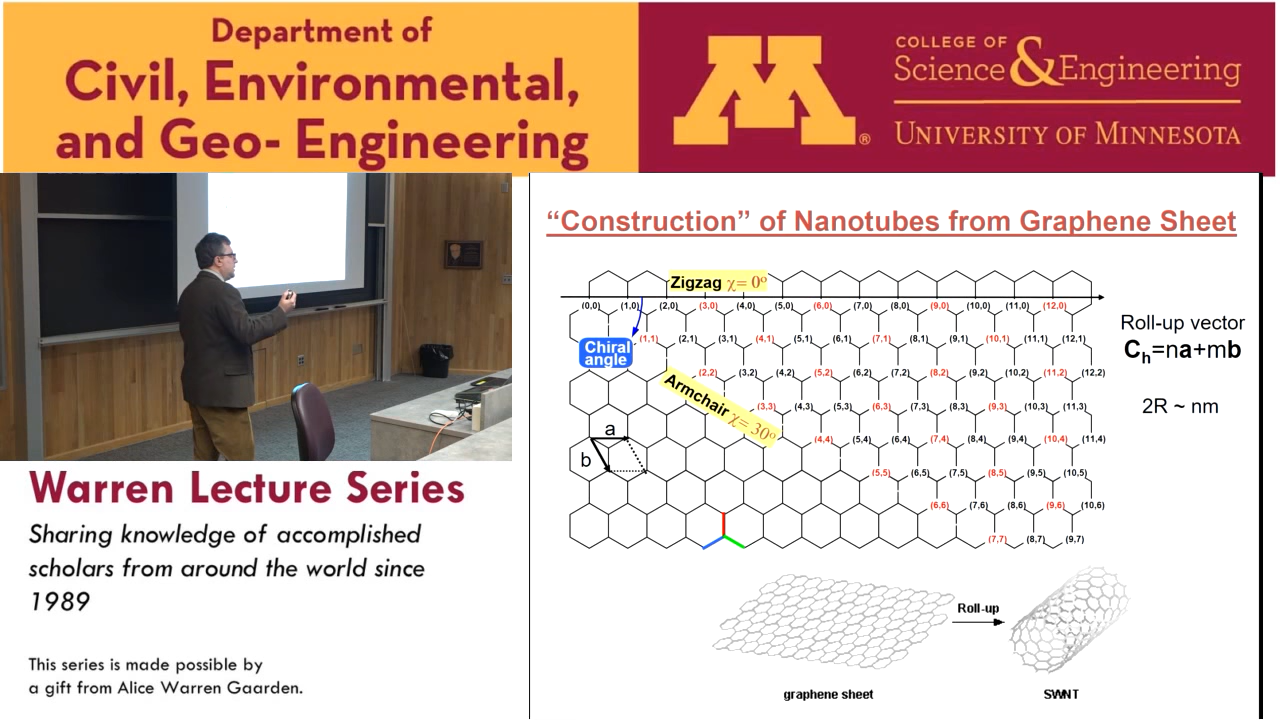 Department of
Civil, Environmental,
and Geo- Engineering
M®
COLLEGE OF
Science & Engineering
UNIVERSITY OF MINNESOTA
“Construction” of Nanotubes from Graphene Sheet
Zigzag χ = 0º
(0,0) (1,0) (2,0) (3,0) (4,0) (5,0) (6,0) (7,0) (8,0) (9,0) (10,0) (11,0) (12,0)
(1,1) (2,1) (3,1) (4,1) (5,1) (6,1) (7,1) (8,1) (9,1) (10,1) (11,1) (12,1)
Chiral
angle
(2,2) (3,2) (4,2) (5,2) (6,2) (7,2) (8,2) (9,2) (10,2) (11,2) (12,2)
Armchair χ = 30º
(3,3) (4,3) (5,3) (6,3) (7,3) (8,3) (9,3) (10,3) (11,3)
a
(4,4) (5,4) (6,4) (7,4) (8,4) (9,4) (10,4) (11,4)
b
(5,5) (6,5) (7,5) (8,5) (9,5) (10,5)
(6,6) (7,6) (8,6) (9,6) (10,6)
(7,7) (8,7) (9,7)
Roll-up vector
Ch=na+mb
2R ~ nm
Roll-up
graphene sheet
SWNT
Warren Lecture Series
Sharing knowledge of accomplished
scholars from around the world since
1989
This series is made possible by
a gift from Alice Warren Gaarden.